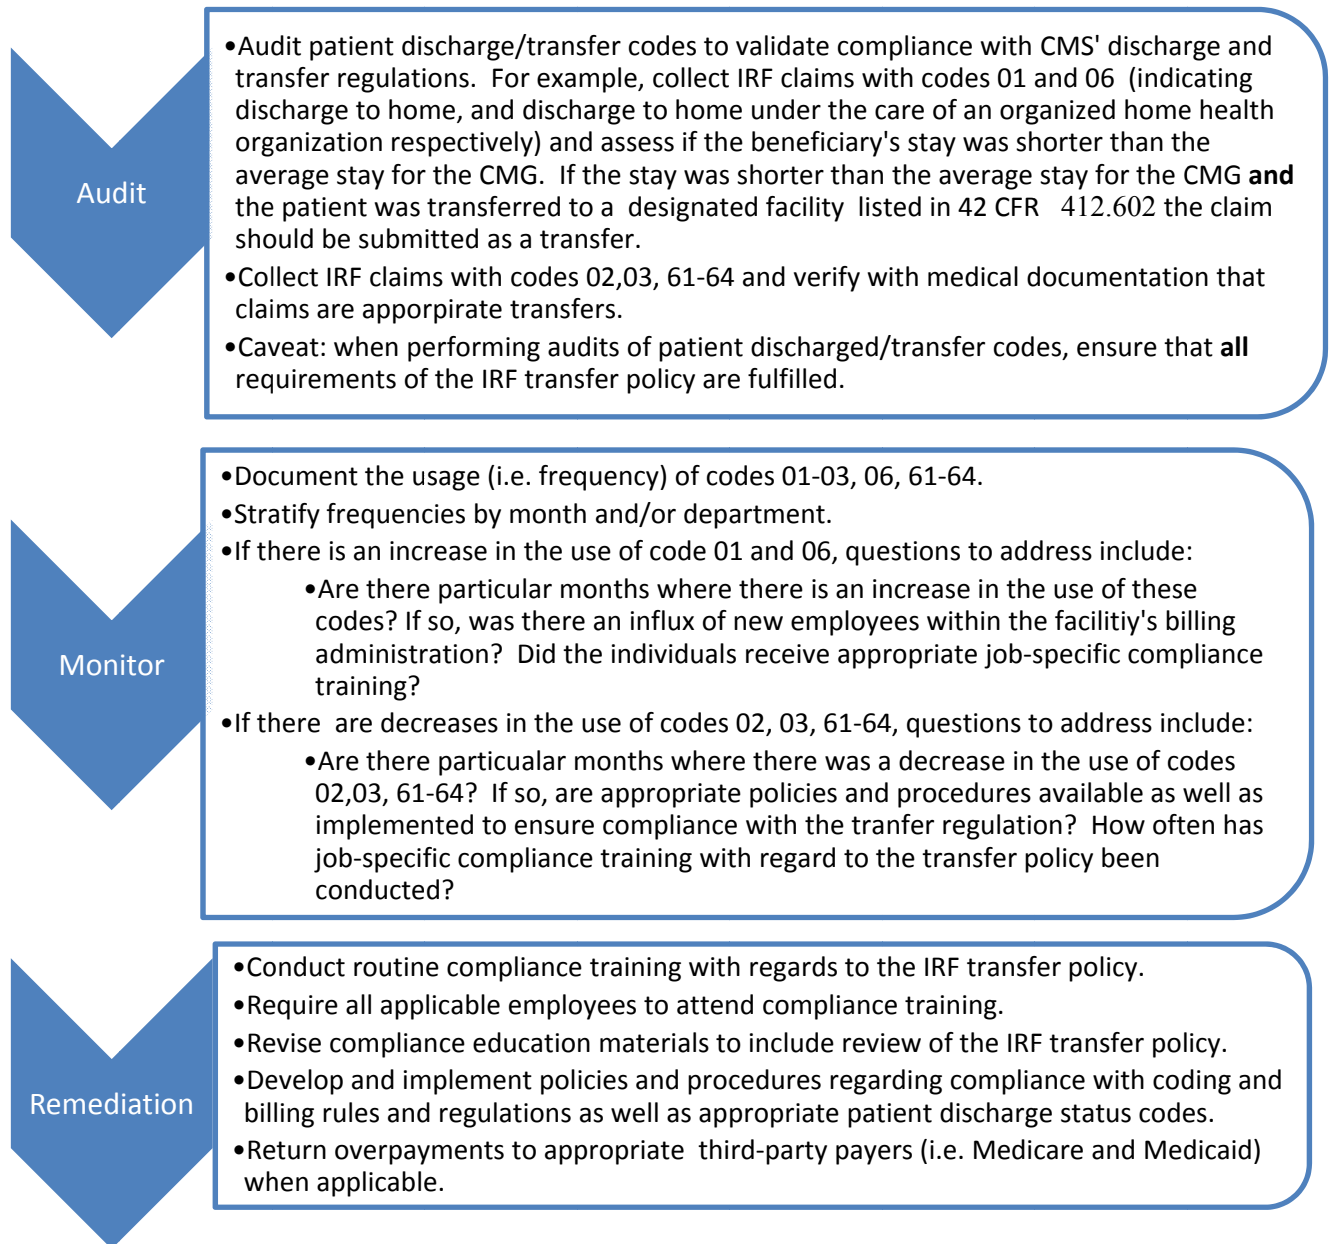 •Audit patient discharge/transfer codes to validate compliance with CMS' discharge and
transfer regulations.  For example, collect IRF claims with codes 01 and 06  (indicating
discharge to home, and discharge to home under the care of an organized home health
organization respectively) and assess if the beneficiary's stay was shorter than the
average stay for the CMG.  If the stay was shorter than the average stay for the CMG and
the patient was transferred to a  designated facility  listed in 42 CFR   412.602 the claim
should be submitted as a transfer.
•Collect IRF claims with codes 02,03, 61-64 and verify with medical documentation that
claims are apporpirate transfers.
•Caveat: when performing audits of patient discharged/transfer codes, ensure that all
requirements of the IRF transfer policy are fulfilled.
Audit
•Document the usage (i.e. frequency) of codes 01-03, 06, 61-64.
•Stratify frequencies by month and/or department.
•If there is an increase in the use of code 01 and 06, questions to address include:
•Are there particular months where there is an increase in the use of these
codes? If so, was there an influx of new employees within the facilitiy's billing
administration?  Did the individuals receive appropriate job-specific compliance
training?
•If there  are decreases in the use of codes 02, 03, 61-64, questions to address include:
•Are there particualar months where there was a decrease in the use of codes
02,03, 61-64?  If so, are appropriate policies and procedures available as well as
implemented to ensure compliance with the tranfer regulation?  How often has
job-specific compliance training with regard to the transfer policy been
conducted?
Monitor
•Conduct routine compliance training with regards to the IRF transfer policy.
•Require all applicable employees to attend compliance training.
•Revise compliance education materials to include review of the IRF transfer policy.
•Develop and implement policies and procedures regarding compliance with coding and
billing rules and regulations as well as appropriate patient discharge status codes.
•Return overpayments to appropriate  third-party payers (i.e. Medicare and Medicaid)
when applicable.
Remediation